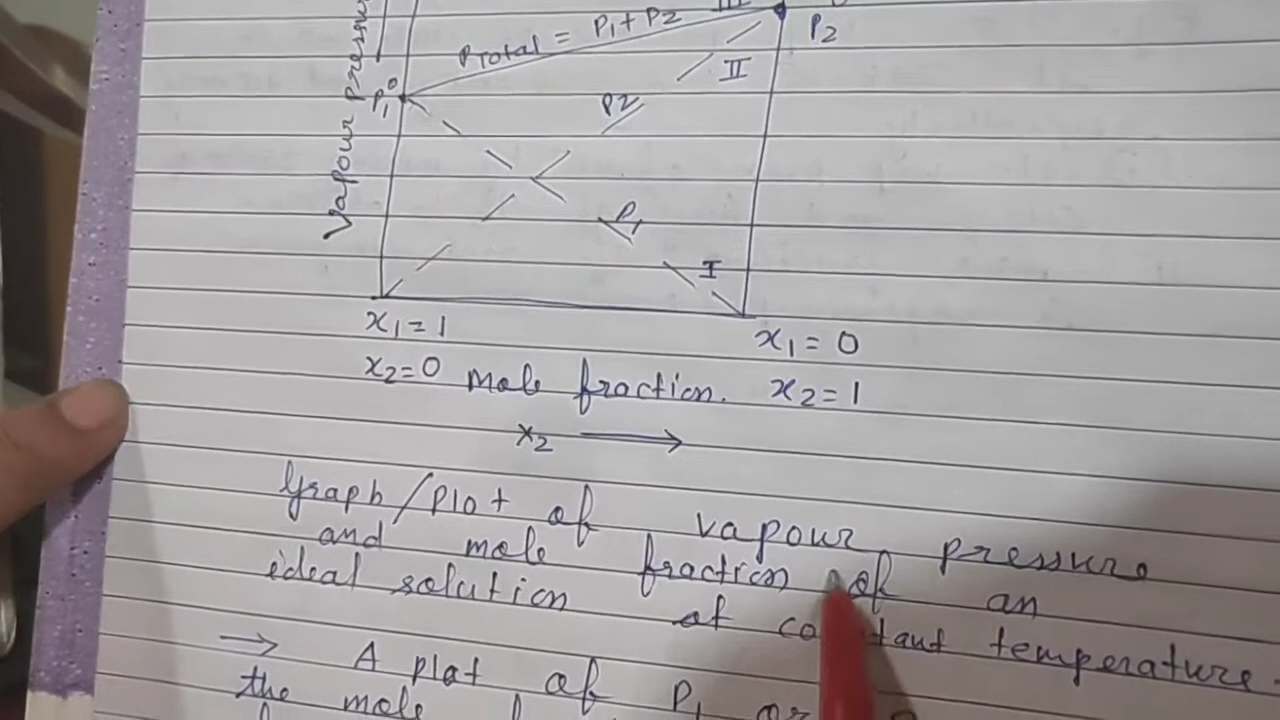 III
PTotal = P1 + P2
P2
II
P1⁰
P2
Vapour
P1
I
x1 = 1
x1 = 0
x2=0 mole fraction. x2=1
x2 →
Graph/Plot of vapour pressure
and mole fraction of an
ideal solution at constant temperature.
→ A plot of P1 or
the mole